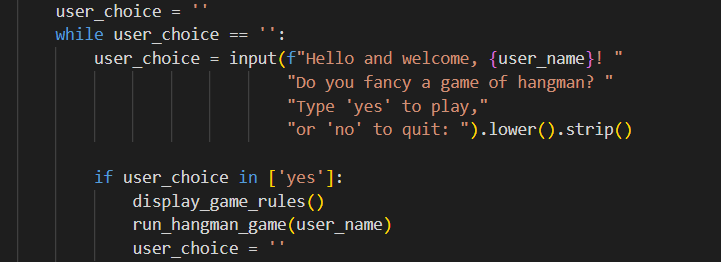 user_choice = ''
while user_choice == '':
    user_choice = input(f"Hello and welcome, {user_name}! "
                        "Do you fancy a game of hangman? "
                        "Type 'yes' to play,"
                        "or 'no' to quit: ").lower().strip()

    if user_choice in ['yes']:
        display_game_rules()
        run_hangman_game(user_name)
        user_choice = ''